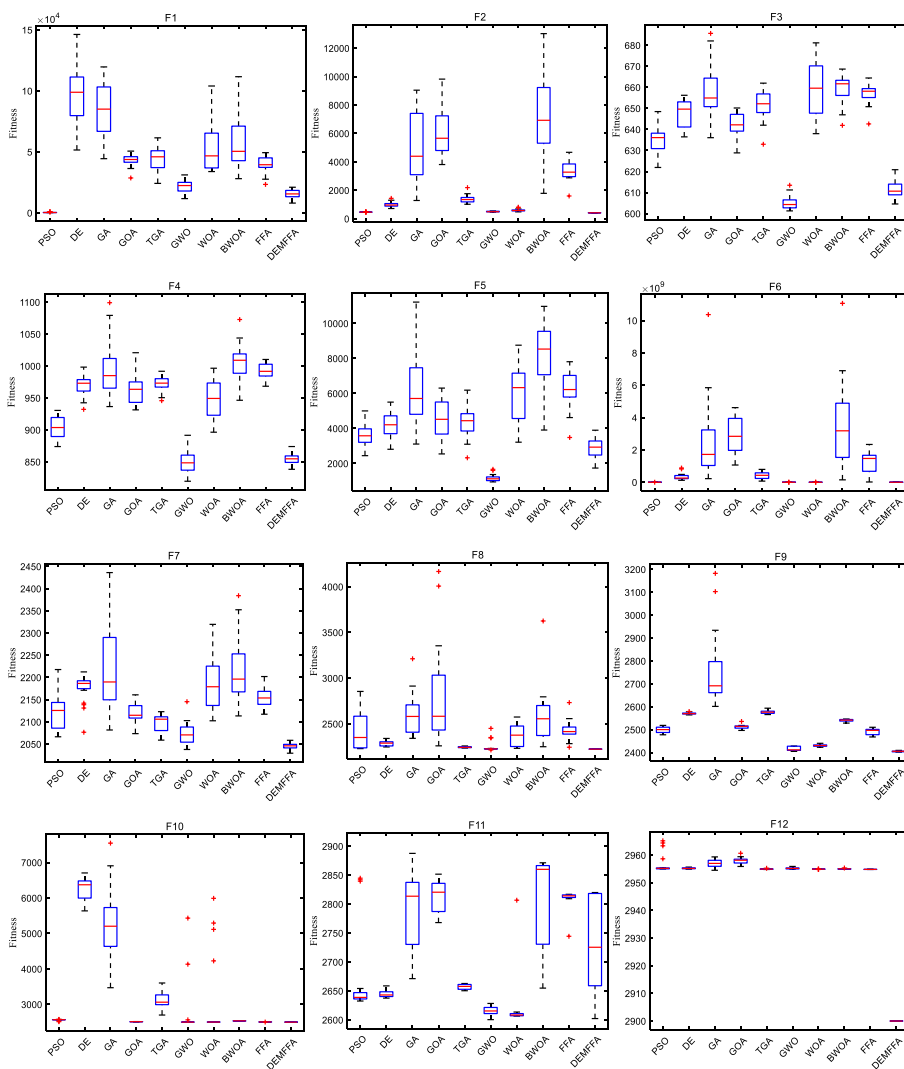 F1
×10^4
15
10
5
0
Fitness
PSO
DE
GA
GOA
TGA
GWO
WOA
BWOA
FFA
DEMFFA
F2
12000
10000
8000
6000
4000
2000
0
Fitness
PSO
DE
GA
GOA
TGA
GWO
WOA
BWOA
FFA
DEMFFA
F3
680
670
660
650
640
630
620
610
600
Fitness
PSO
DE
GA
GOA
TGA
GWO
WOA
BWOA
FFA
DEMFFA
F4
1100
1050
1000
950
900
850
Fitness
PSO
DE
GA
GOA
TGA
GWO
WOA
BWOA
FFA
DEMFFA
F5
10000
8000
6000
4000
2000
Fitness
PSO
DE
GA
GOA
TGA
GWO
WOA
BWOA
FFA
DEMFFA
F6
×10^9
10
8
6
4
2
0
Fitness
PSO
DE
GA
GOA
TGA
GWO
WOA
BWOA
FFA
DEMFFA
F7
2450
2400
2350
2300
2250
2200
2150
2100
2050
Fitness
PSO
DE
GA
GOA
TGA
GWO
WOA
BWOA
FFA
DEMFFA
F8
4000
3500
3000
2500
Fitness
PSO
DE
GA
GOA
TGA
GWO
WOA
BWOA
FFA
DEMFFA
F9
3200
3100
3000
2900
2800
2700
2600
2500
2400
Fitness
PSO
DE
GA
GOA
TGA
GWO
WOA
BWOA
FFA
DEMFFA
F10
7000
6000
5000
4000
3000
Fitness
PSO
DE
GA
GOA
TGA
GWO
WOA
BWOA
FFA
DEMFFA
F11
2900
2850
2800
2750
2700
2650
2600
Fitness
PSO
DE
GA
GOA
TGA
GWO
WOA
BWOA
FFA
DEMFFA
F12
2960
2950
2940
2930
2920
2910
2900
Fitness
PSO
DE
GA
GOA
TGA
GWO
WOA
BWOA
FFA
DEMFFA